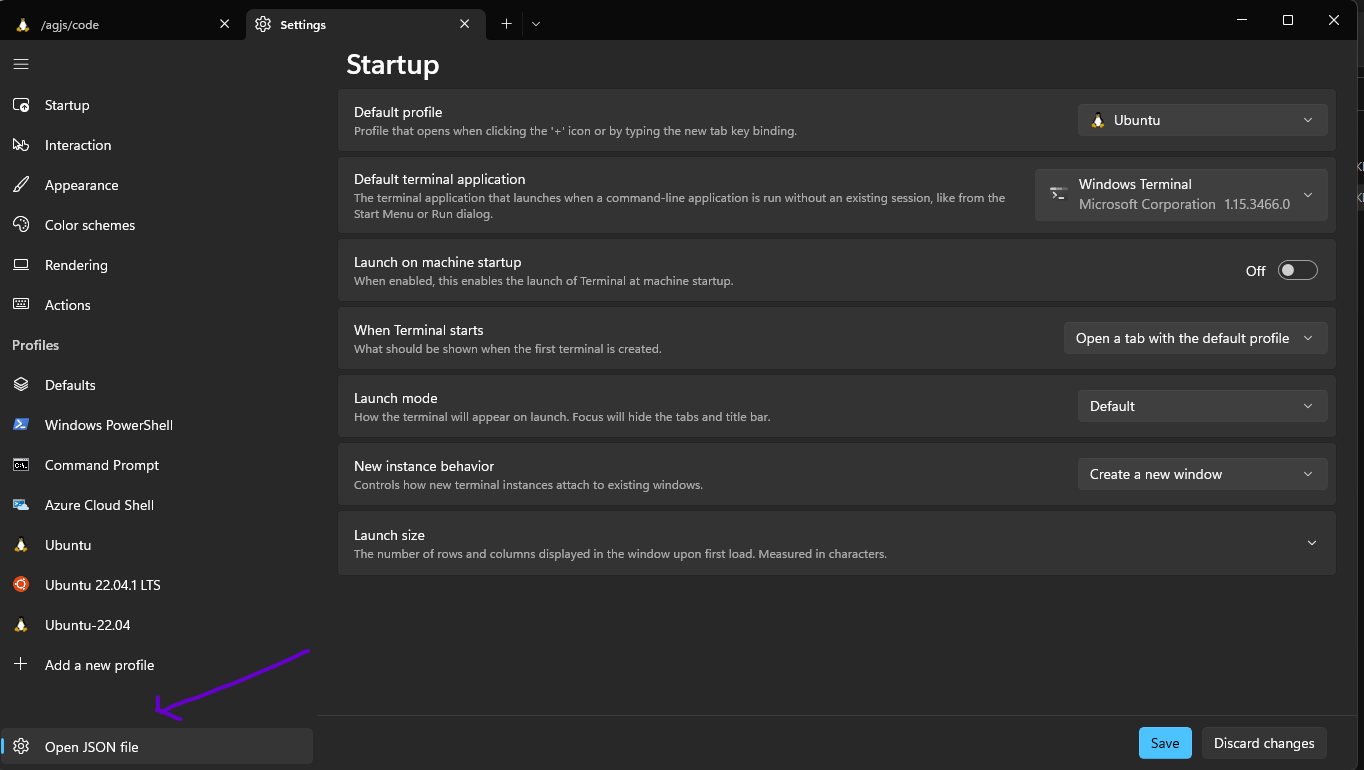 /agjs/code
Settings
Startup
Interaction
Appearance
Color schemes
Rendering
Actions
Profiles
Defaults
Windows PowerShell
Command Prompt
Azure Cloud Shell
Ubuntu
Ubuntu 22.04.1 LTS
Ubuntu-22.04
Add a new profile
Open JSON file
Startup
Default profile
Profile that opens when clicking the '+' icon or by typing the new tab key binding.
Ubuntu
Default terminal application
The terminal application that launches when a command-line application is run without an existing session, like from the
Start Menu or Run dialog.
Windows Terminal
Microsoft Corporation 1.15.3466.0
Launch on machine startup
When enabled, this enables the launch of Terminal at machine startup.
Off
When Terminal starts
What should be shown when the first terminal is created.
Open a tab with the default profile
Launch mode
How the terminal will appear on launch. Focus will hide the tabs and title bar.
Default
New instance behavior
Controls how new terminal instances attach to existing windows.
Create a new window
Launch size
The number of rows and columns displayed in the window upon first load. Measured in characters.
Save
Discard changes